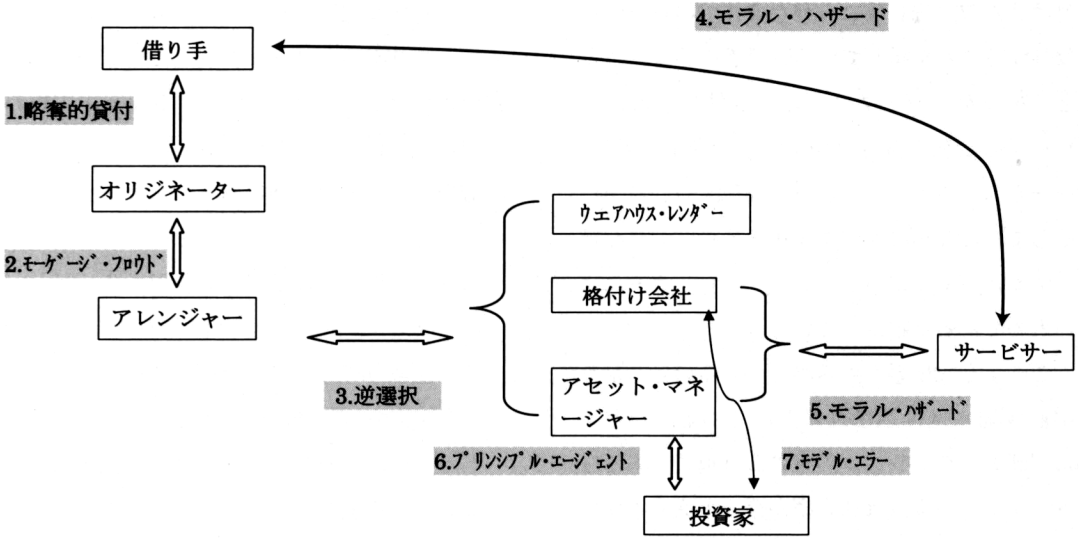 4.モラル・ハザード
借り手
1.略奪的貸付
オリジネーター
ウェアハウス・レンダー
2.モーゲージ・フロウド
格付け会社
アレンジャー
サービサー
3.逆選択
アセット・マネ
ージャー
5.モラル・ハザード
6.プリンシプル・エージェント
7.モデル・エラー
投資家